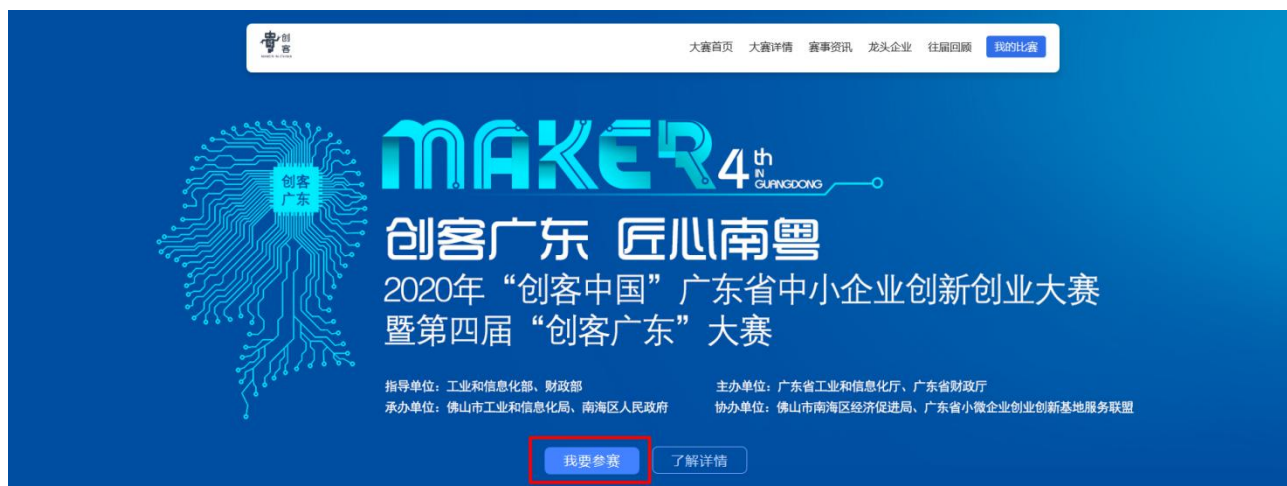 创客
大赛首页 大赛详情 赛事资讯 龙头企业 往届回顾 我的比赛
创客
广东
MAKER 4th
IN
GUANGDONG
创客广东 匠心南粤
2020年“创客中国”广东省中小企业创新创业大赛
暨第四届“创客广东”大赛
指导单位：工业和信息化部、财政部 主办单位：广东省工业和信息化厅、广东省财政厅
承办单位：佛山市工业和信息化局、南海区人民政府 协办单位：佛山市南海区经济促进局、广东省小微企业创业创新基地服务联盟
我要参赛 了解详情